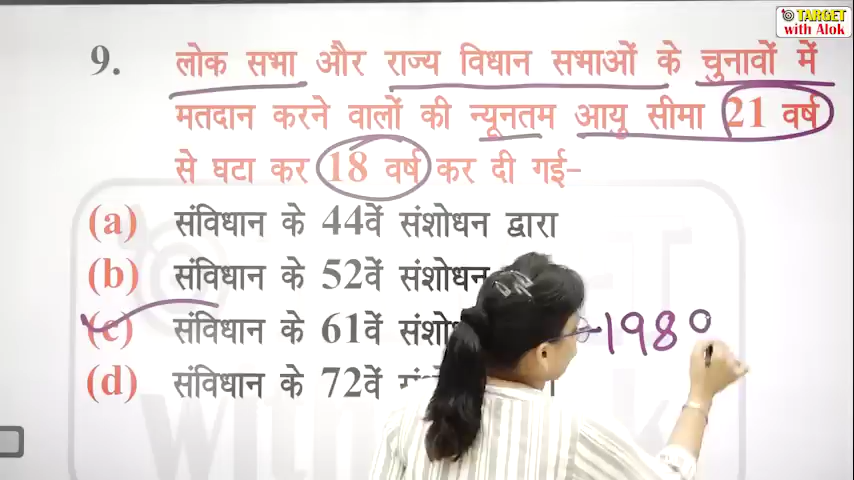 TARGET
with Alok
9. लोक सभा और राज्य विधान सभाओं के चुनावों में
मतदान करने वालों की न्यूनतम आयु सीमा 21 वर्ष
से घटा कर 18 वर्ष कर दी गई-
(a) संविधान के 44वें संशोधन द्वारा
(b) संविधान के 52वें संशोधन
(c) संविधान के 61वें
(d) संविधान के 72वें
198